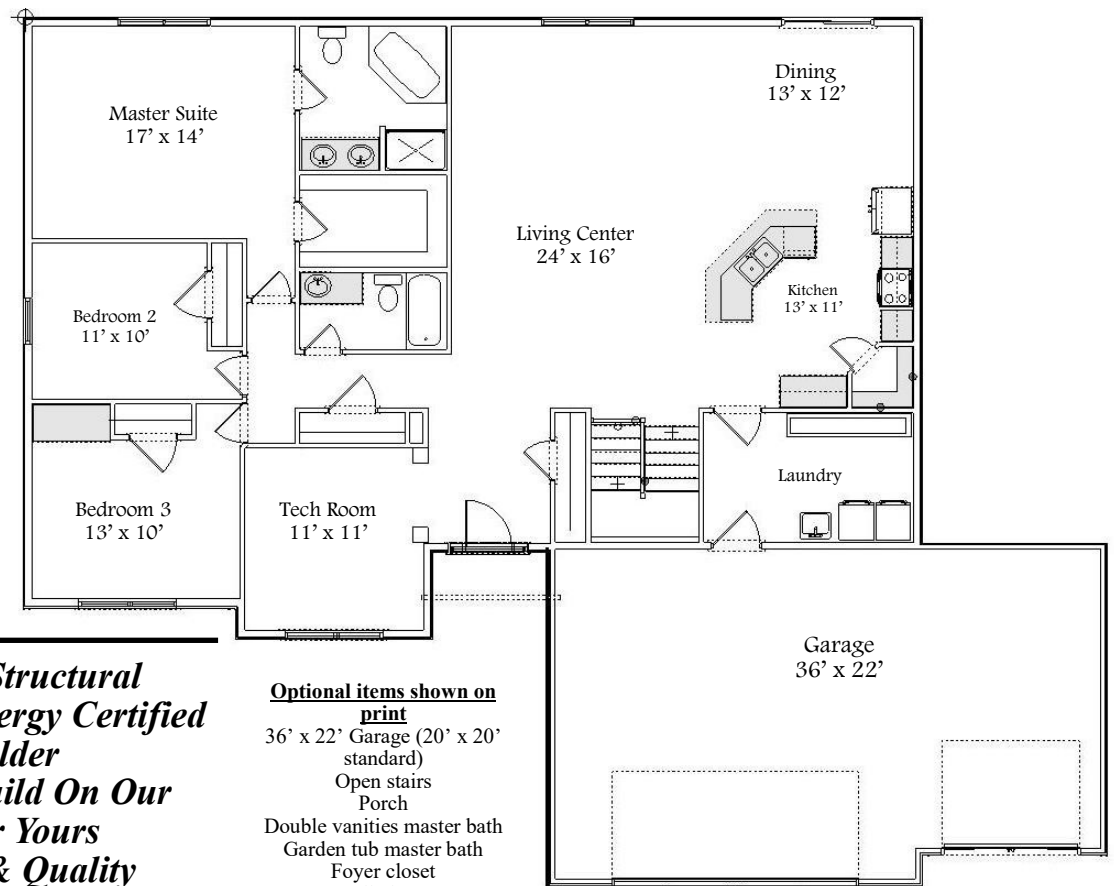 Master Suite
17’ x 14’
Dining
13’ x 12’
Living Center
24’ x 16’
Kitchen
13’ x 11’
Bedroom 2
11’ x 10’
Bedroom 3
13’ x 10’
Tech Room
11’ x 11’
Laundry
Garage
36’ x 22’
Structural
ergy Certified
lder
ild On Our
r Yours
& Quality
Optional items shown on
print
36’ x 22’ Garage (20’ x 20’
standard)
Open stairs
Porch
Double vanities master bath
Garden tub master bath
Foyer closet